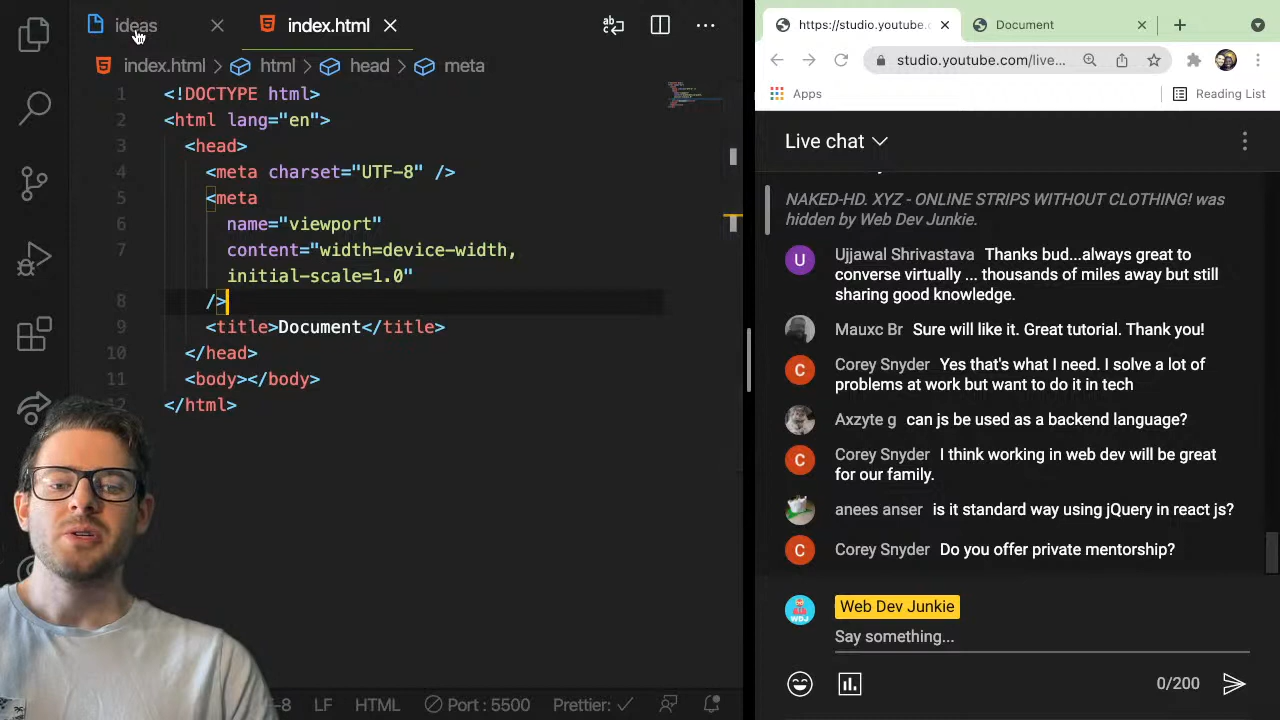 ideas
index.html
index.html > html > head > meta
1 <!DOCTYPE html>
2 <html lang="en">
3 <head>
4 <meta charset="UTF-8" />
5 <meta
6 name="viewport"
7 content="width=device-width,
initial-scale=1.0"
8 />
9 <title>Document</title>
10 </head>
11 <body></body>
12 </html>
LF HTML Port : 5500 Prettier: ✓
https://studio.youtube.c
Document
studio.youtube.com/live...
Apps
Reading List
Live chat
NAKED-HD. XYZ - ONLINE STRIPS WITHOUT CLOTHING! was
hidden by Web Dev Junkie.
U Ujjawal Shrivastava Thanks bud...always great to
converse virtually ... thousands of miles away but still
sharing good knowledge.
Mauxc Br Sure will like it. Great tutorial. Thank you!
C Corey Snyder Yes that's what I need. I solve a lot of
problems at work but want to do it in tech
Axzyte g can js be used as a backend language?
C Corey Snyder I think working in web dev will be great
for our family.
anees anser is it standard way using jQuery in react js?
C Corey Snyder Do you offer private mentorship?
WDJ Web Dev Junkie
Say something...
0/200